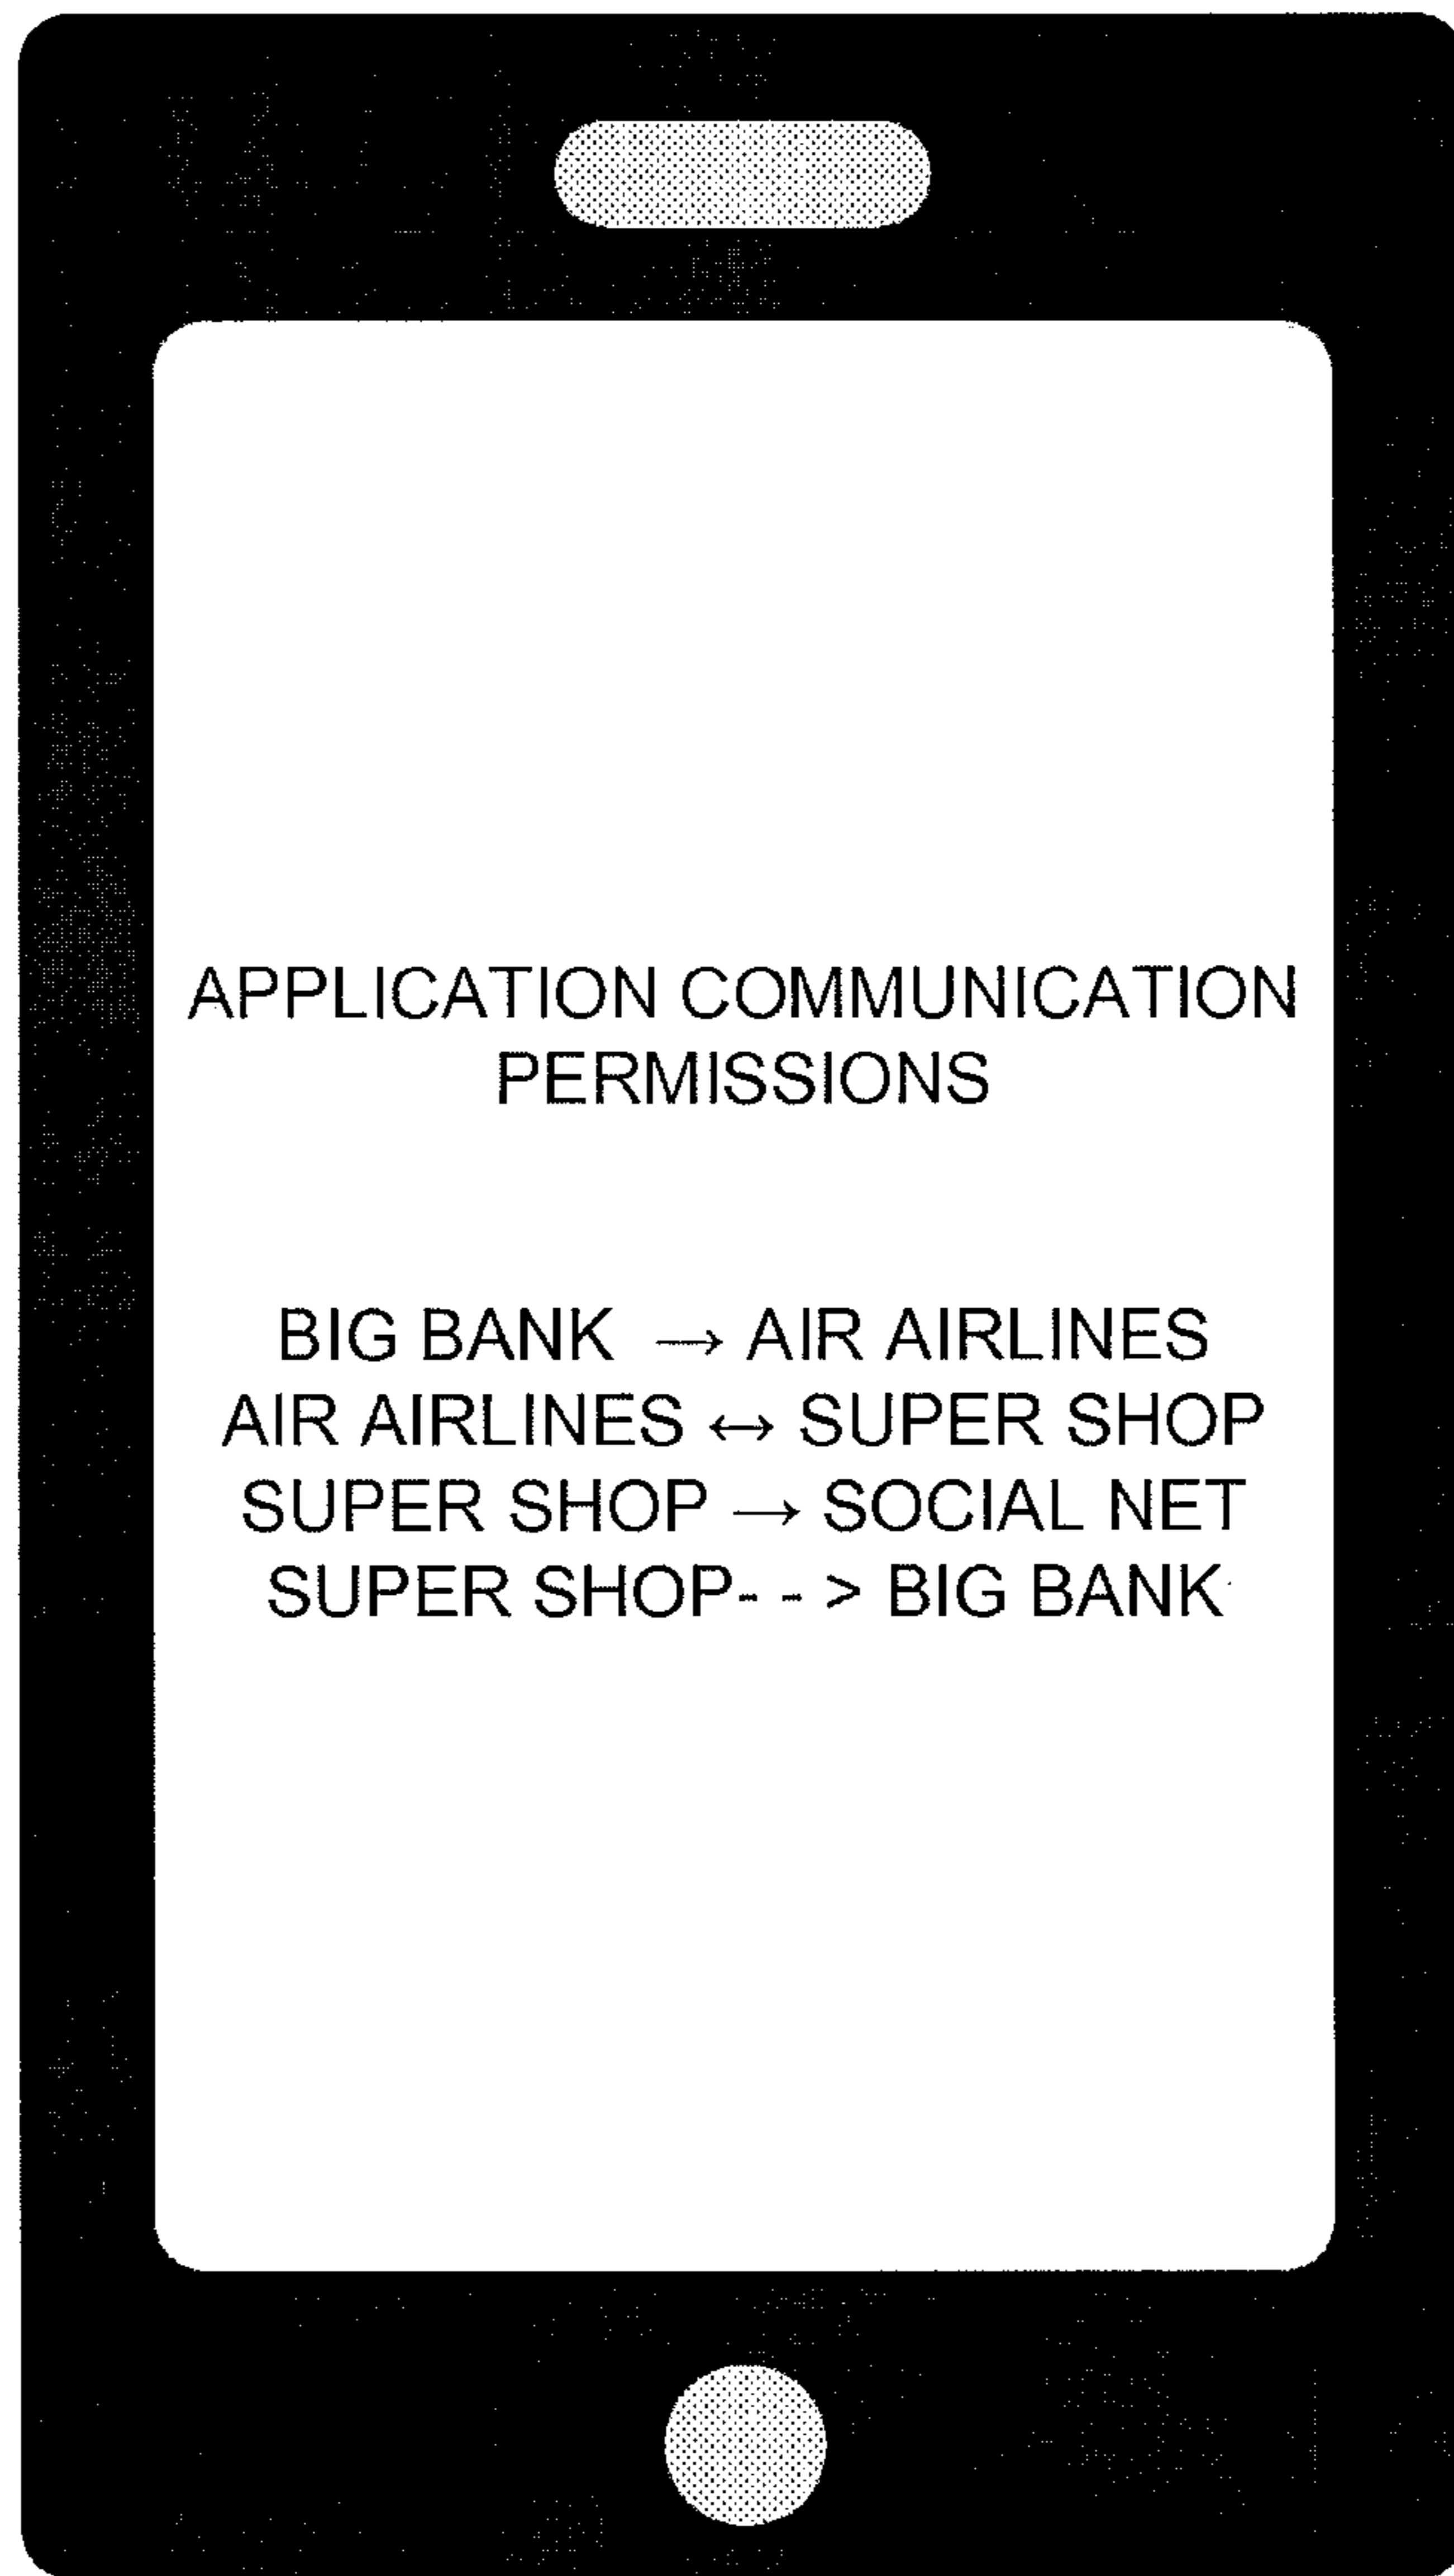 APPLICATION COMMUNICATION
PERMISSIONS
BIG BANK → AIR AIRLINES
AIR AIRLINES ↔ SUPER SHOP
SUPER SHOP → SOCIAL NET
SUPER SHOP- - > BIG BANK